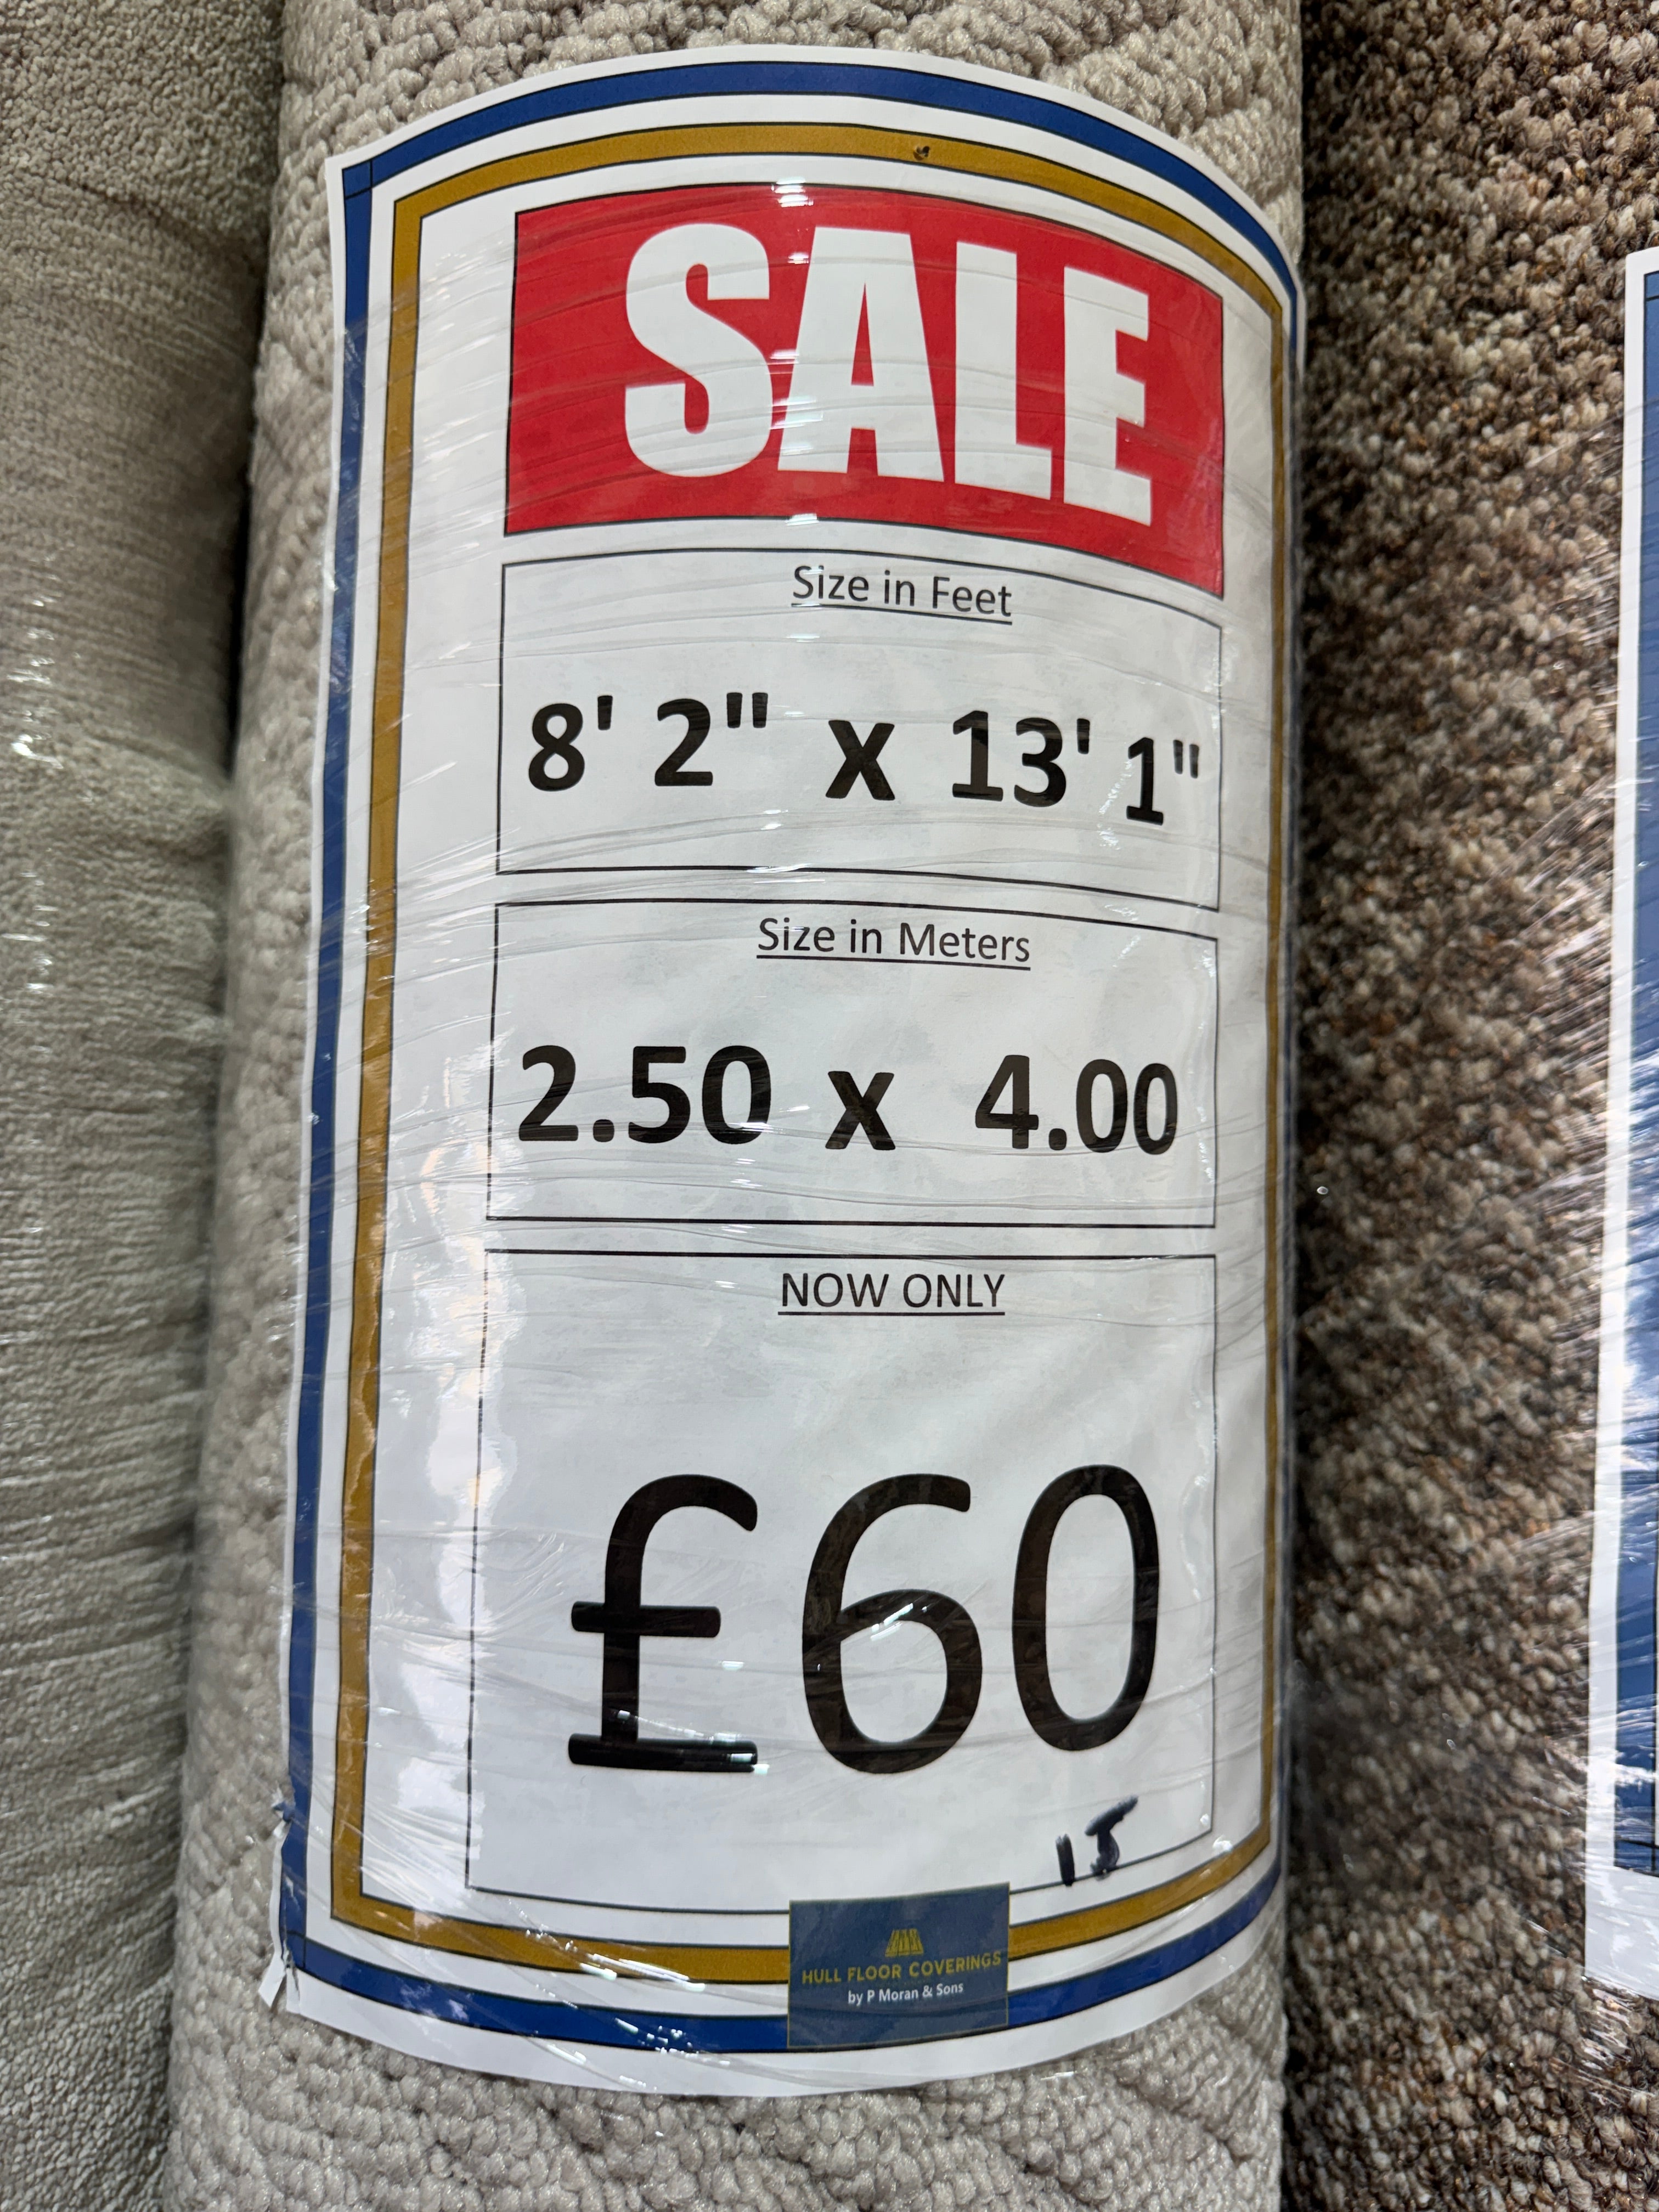 SALE
Size in Feet
8' 2" x 13' 1"
Size in Meters
2.50 x 4.00
NOW ONLY
£60
15
HULL FLOOR COVERINGS
by P Moran & Sons